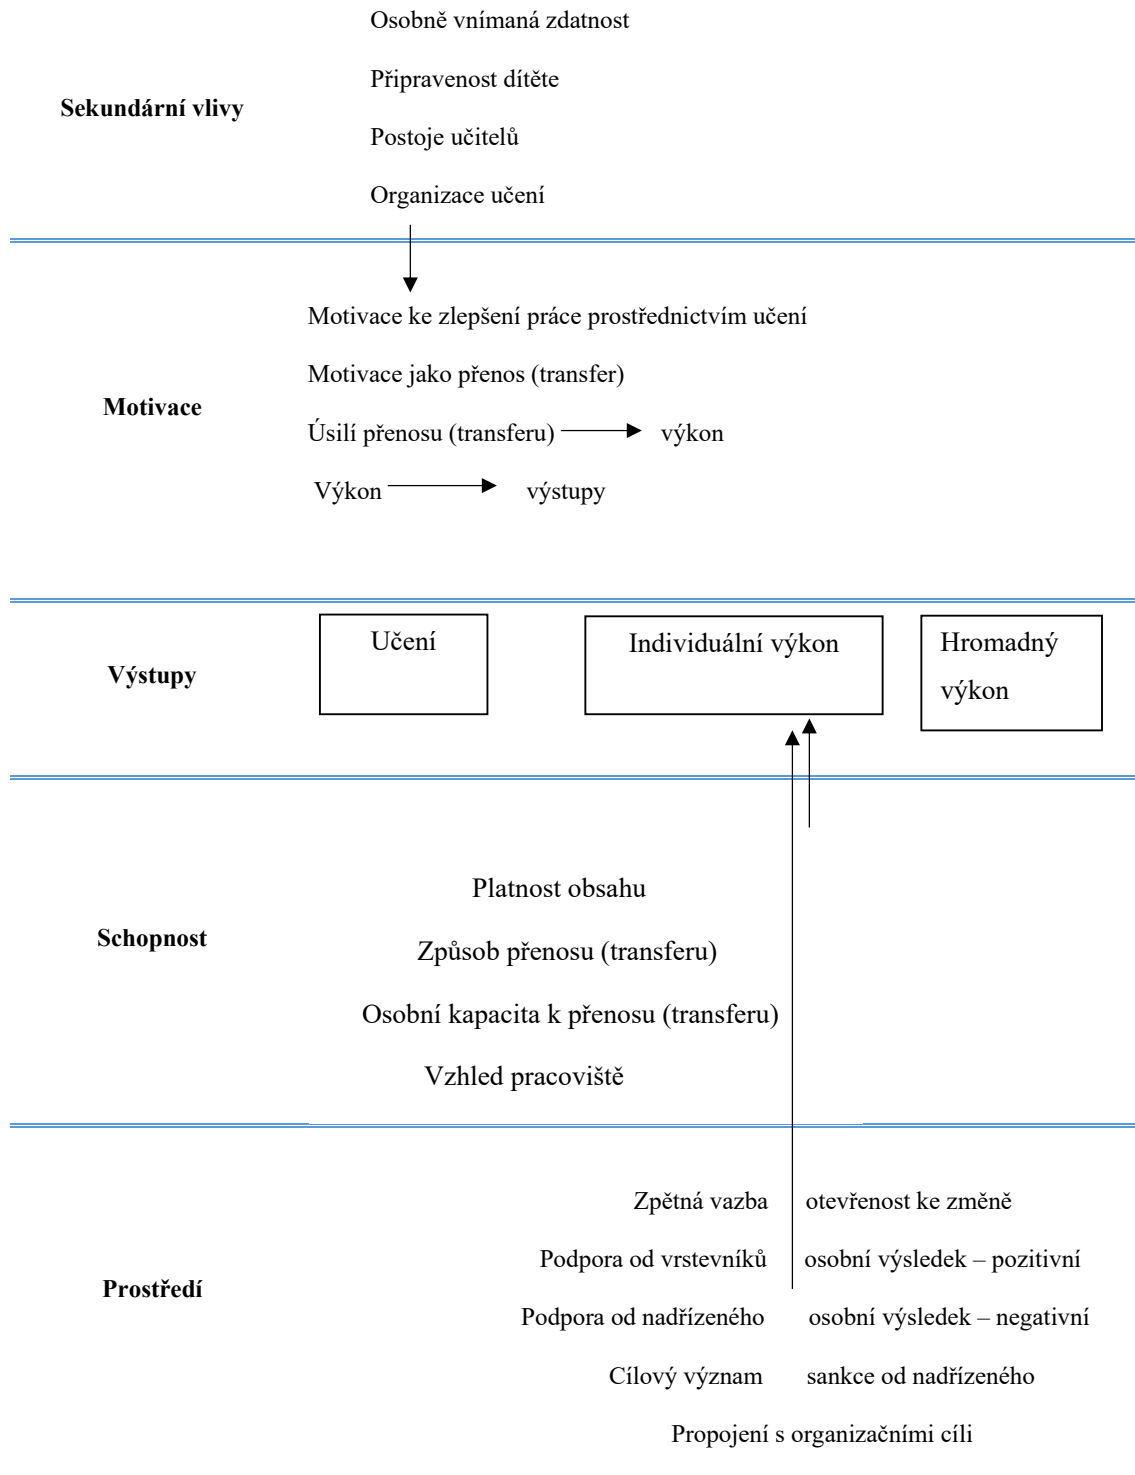 Osobně vnímaná zdatnost
Připravenost dítěte
Sekundární vlivy
Postoje učitelů
Organizace učení
Motivace ke zlepšení práce prostřednictvím učení
Motivace jako přenos (transfer)
Motivace
Úsilí přenosu (transferu) výkon
Výkon výstupy
Učení
Individuální výkon
Hromadný
výkon
Výstupy
Platnost obsahu
Schopnost
Způsob přenosu (transferu)
Osobní kapacita k přenosu (transferu)
Vzhled pracoviště
Zpětná vazba otevřenost ke změně
Podpora od vrstevníků osobní výsledek – pozitivní
Prostředí
Podpora od nadřízeného osobní výsledek – negativní
Cílový význam sankce od nadřízeného
Propojení s organizačními cíli